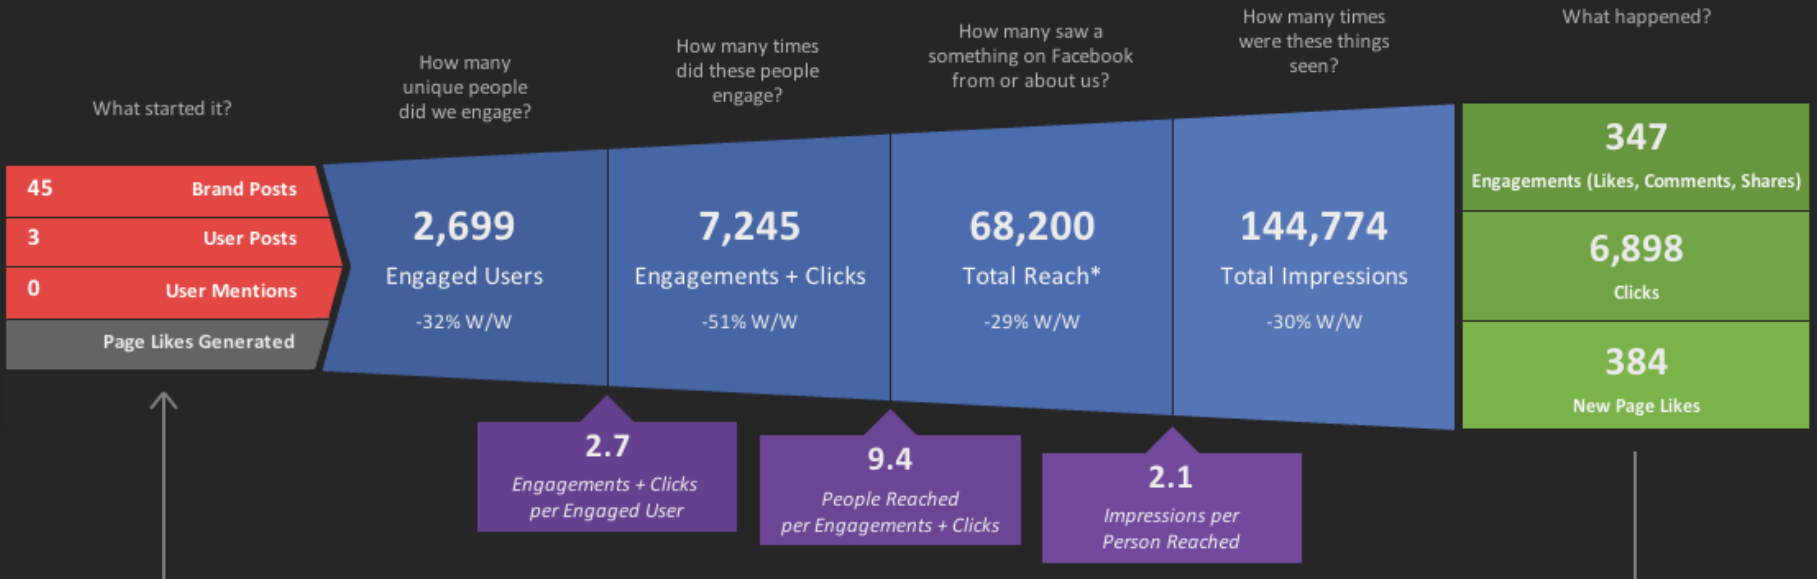 What started it?
How many
unique people
did we engage?
How many times
did these people
engage?
How many saw a
something on Facebook
from or about us?
How many times
were these things
seen?
What happened?
45 Brand Posts
3 User Posts
0 User Mentions
Page Likes Generated
2,699
Engaged Users
-32% W/W
7,245
Engagements + Clicks
-51% W/W
68,200
Total Reach*
-29% W/W
144,774
Total Impressions
-30% W/W
347
Engagements (Likes, Comments, Shares)
6,898
Clicks
384
New Page Likes
2.7
Engagements + Clicks
per Engaged User
9.4
People Reached
per Engagements + Clicks
2.1
Impressions per
Person Reached